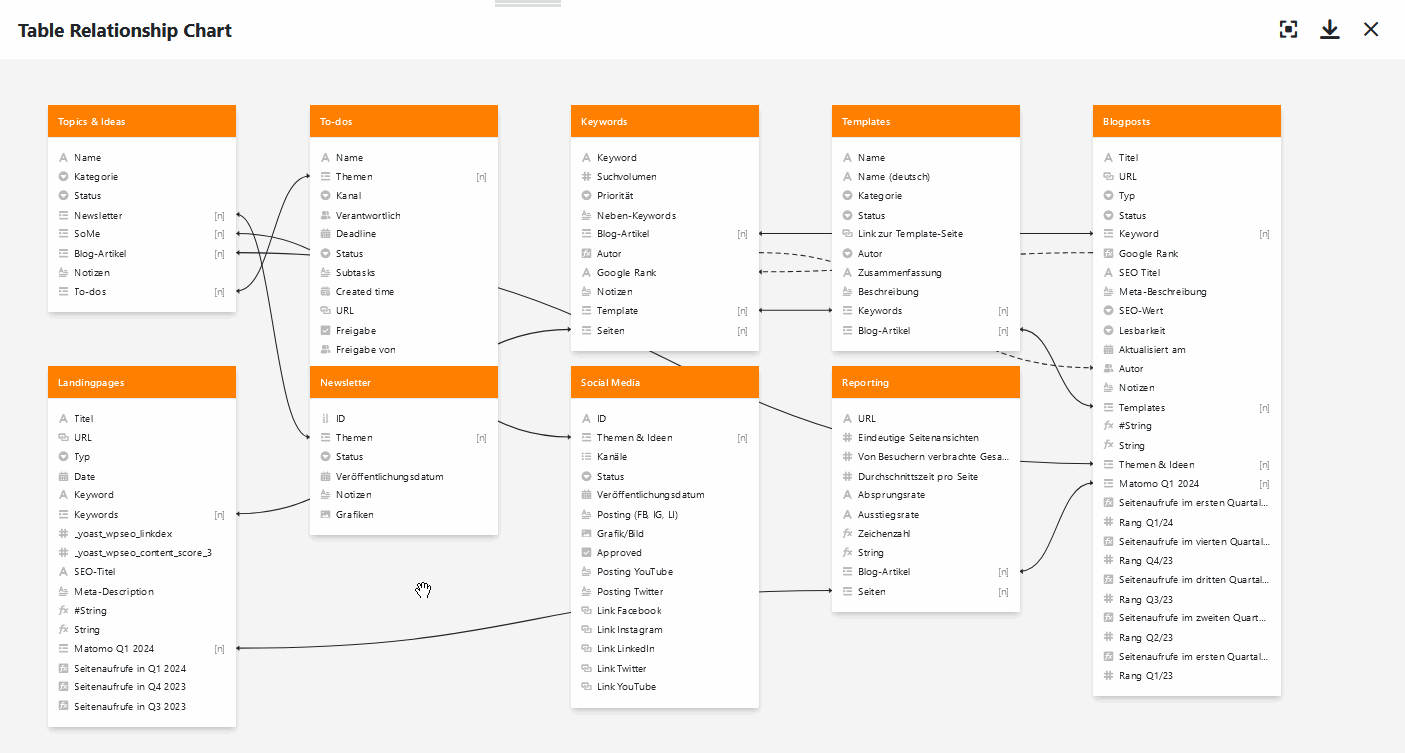 Table Relationship Chart
Topics & Ideas
Name
Kategorie
Status
Newsletter [n]
SoMe [n]
Blog-Artikel [n]
Notizen
To-dos [n]
To-dos
Name
Themen [n]
Kanal
Verantwortlich
Deadline
Status
Subtasks
Created time
URL
Freigabe
Freigabe von
Keywords
Keyword
Suchvolumen
Priorität
Neben-Keywords
Blog-Artikel [n]
Autor
Google Rank
Notizen
Template [n]
Seiten [n]
Templates
Name
Name (deutsch)
Kategorie
Status
Link zur Template-Seite
Autor
Zusammenfassung
Beschreibung
Keywords [n]
Blog-Artikel [n]
Blogposts
Titel
URL
Typ
Status
Keyword [n]
Google Rank
SEO Titel
Meta-Beschreibung
SEO-Wert
Lesbarkeit
Aktualisiert am
Autor
Notizen
Templates [n]
#String
String
Themen & Ideen [n]
Matomo Q1 2024 [n]
Seitenaufrufe im ersten Quartal...
Rang Q1/24
Seitenaufrufe im vierten Quartal...
Rang Q4/23
Seitenaufrufe im dritten Quartal...
Rang Q3/23
Seitenaufrufe im zweiten Quart...
Rang Q2/23
Seitenaufrufe im ersten Quartal...
Rang Q1/23
Landingpages
Titel
URL
Typ
Date
Keyword
Keywords [n]
_yoast_wpseo_linkdex
_yoast_wpseo_content_score_3
SEO-Titel
Meta-Description
#String
String
Matomo Q1 2024 [n]
Seitenaufrufe in Q1 2024
Seitenaufrufe in Q4 2023
Seitenaufrufe in Q3 2023
Newsletter
ID
Themen [n]
Status
Veröffentlichungsdatum
Notizen
Grafiken
Social Media
ID
Themen & Ideen [n]
Kanäle
Status
Veröffentlichungsdatum
Posting (FB, IG, LI)
Grafik/Bild
Approved
Posting YouTube
Posting Twitter
Link Facebook
Link Instagram
Link LinkedIn
Link Twitter
Link YouTube
Reporting
URL
Eindeutige Seitenansichten
Von Besuchern verbrachte Gesa...
Durchschnittszeit pro Seite
Absprungsrate
Ausstiegsrate
Zeichenzahl
String
Blog-Artikel [n]
Seiten [n]